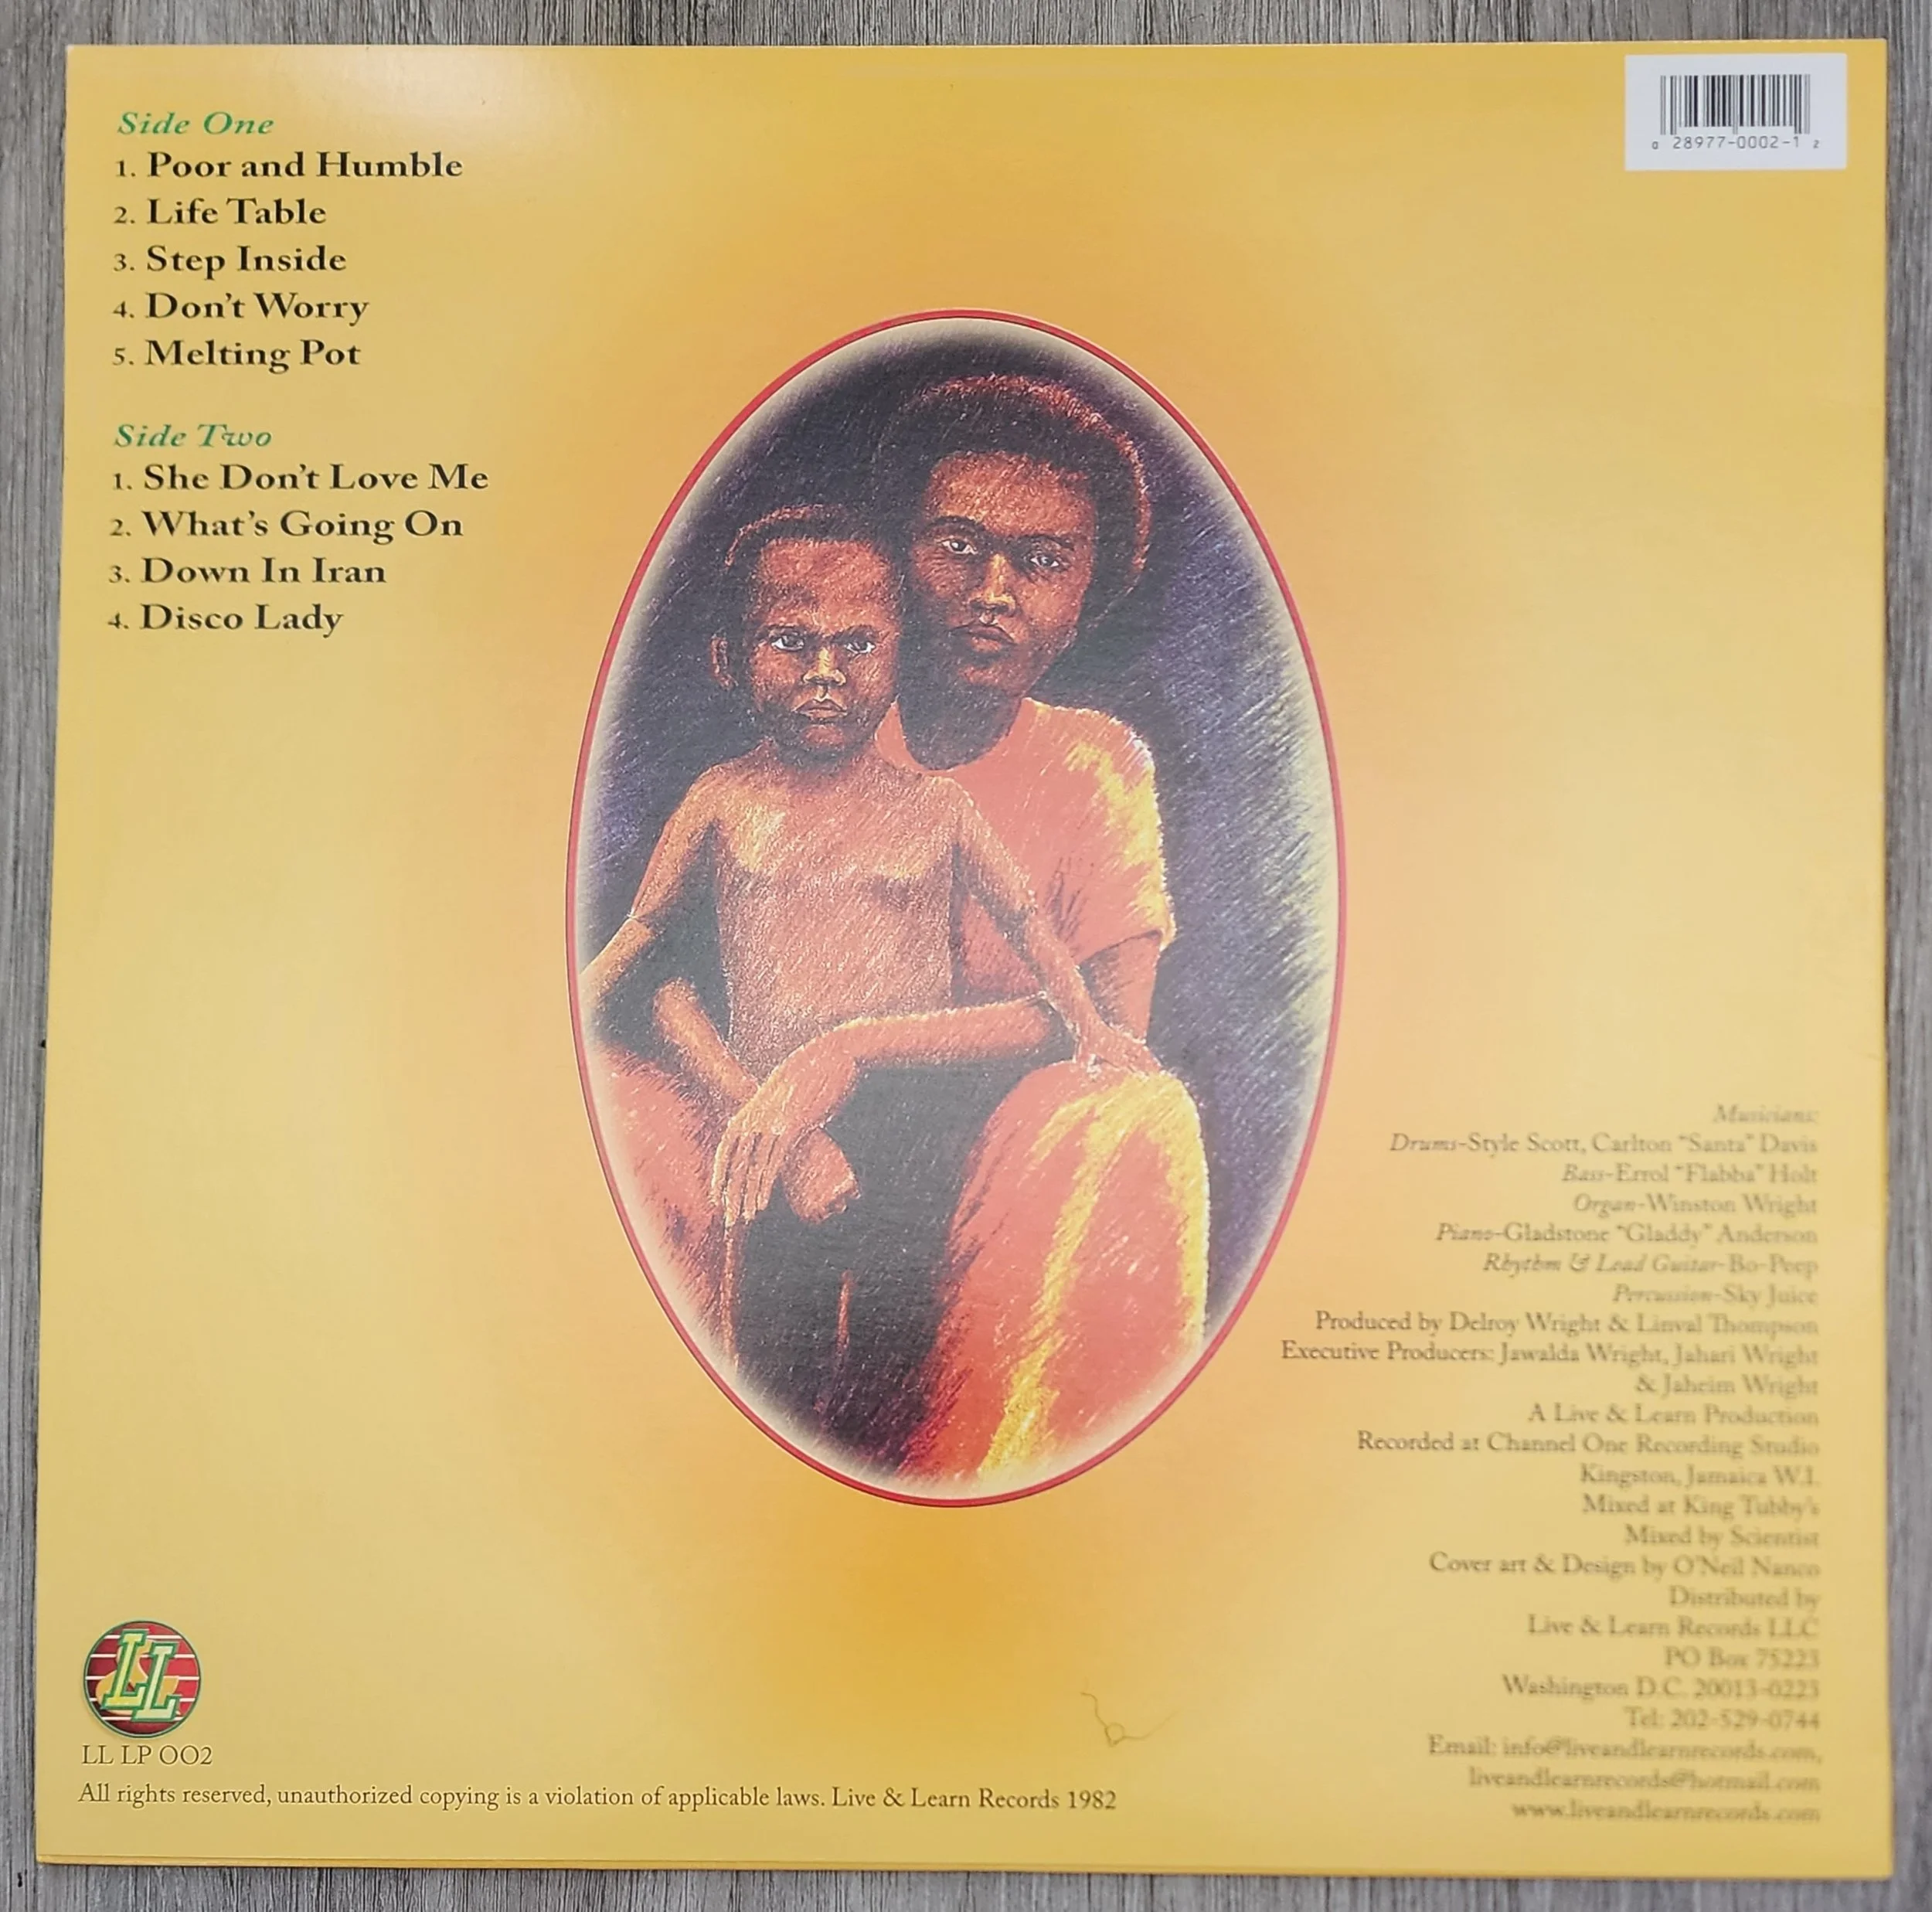 Side One
1. Poor and Humble
2. Life Table
3. Step Inside
4. Don't Worry
5. Melting Pot
Side Two
1. She Don't Love Me
2. What's Going On
3. Down In Iran
4. Disco Lady
0 28977-0002-1 2
Musicians:
Drums-Style Scott, Carlton "Santa" Davis
Bass-Errol "Flabba" Holt
Organ-Winston Wright
Piano-Gladstone "Gladdy" Anderson
Rhythm & Lead Guitar-Bo-Peep
Percussion-Sky Juice
Produced by Delroy Wright & Linval Thompson
Executive Producers: Jawalda Wright, Jahari Wright
& Jaheim Wright
A Live & Learn Production
Recorded at Channel One Recording Studio
Kingston, Jamaica W.I.
Mixed at King Tubby's
Mixed by Scientist
Cover art & Design by O'Neil Nanco
Distributed by
Live & Learn Records LLC
PO Box 75223
Washington D.C. 20013-0223
Tel: 202-529-0744
Email: info@liveandlearnrecords.com,
liveandlearnrecords@hotmail.com
www.liveandlearnrecords.com
LL
LL LP OO2
All rights reserved, unauthorized copying is a violation of applicable laws. Live & Learn Records 1982